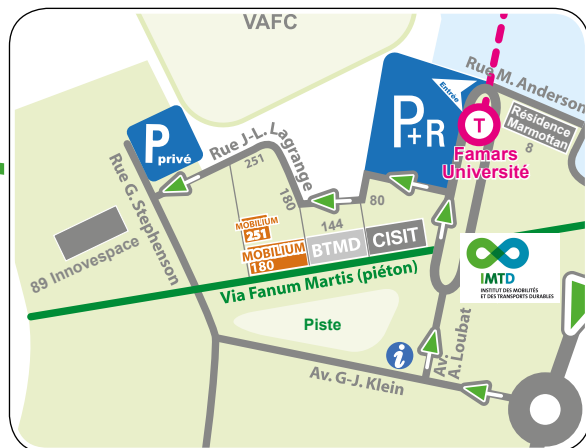 VAFC
Rue M. Anderson
Entrée
P+R
T
Famars
Université
Résidence
Marmottan
8
P
privé
Rue J-L. Lagrange
251
180
144
80
Rue G. Stephenson
89 Innovespace
MOBILIUM
251
MOBILIUM
180
BTMD
CISIT
Via Fanum Martis (piéton)
IMTD
INSTITUT DES MOBILITÉS
ET DES TRANSPORTS DURABLES
Piste
i
Av. A. Loubat
Av. G-J. Klein